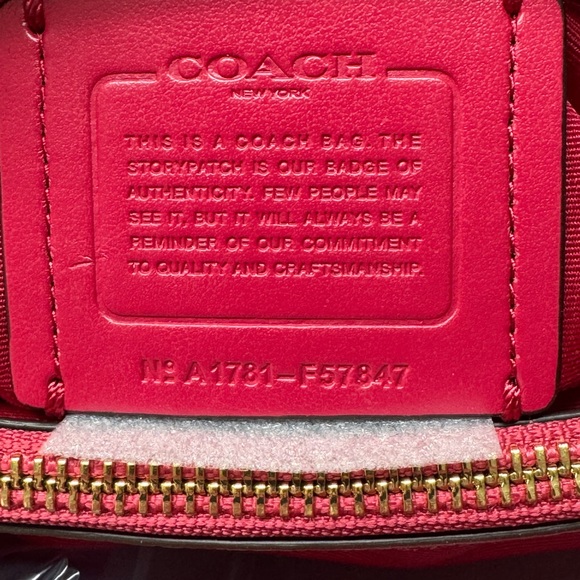 COACH
NEW YORK
THIS IS A COACH BAG. THE
STORYPATCH IS OUR BADGE OF
AUTHENTICITY. FEW PEOPLE MAY
SEE IT, BUT IT WILL ALWAYS BE A
REMINDER OF OUR COMMITMENT
TO QUALITY AND CRAFTSMANSHIP.
Nº A1781-F57847